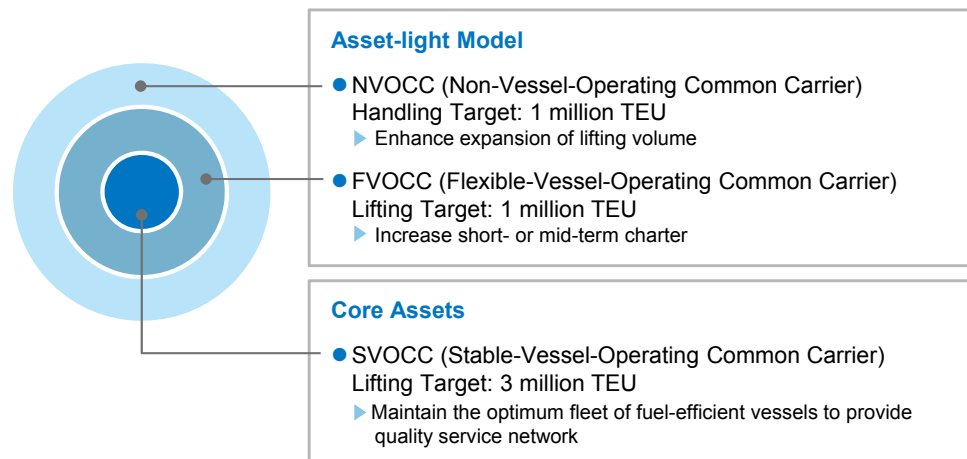 Asset-light Model
● NVOCC (Non-Vessel-Operating Common Carrier)
Handling Target: 1 million TEU
▶ Enhance expansion of lifting volume
● FVOCC (Flexible-Vessel-Operating Common Carrier)
Lifting Target: 1 million TEU
▶ Increase short- or mid-term charter
Core Assets
● SVOCC (Stable-Vessel-Operating Common Carrier)
Lifting Target: 3 million TEU
▶ Maintain the optimum fleet of fuel-efficient vessels to provide
quality service network